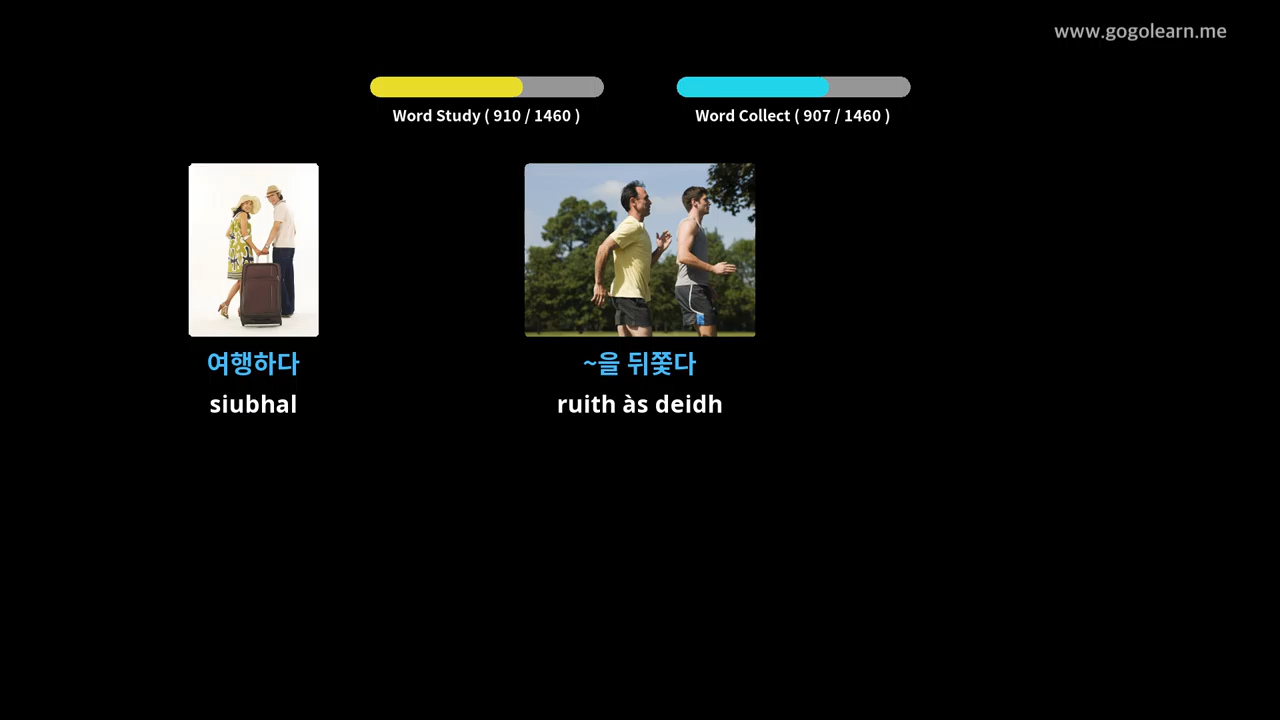 www.gogolearn.me
Word Study ( 910 / 1460 )
Word Collect ( 907 / 1460 )
여행하다
siubhal
~을 뒤쫓다
ruith às deidh